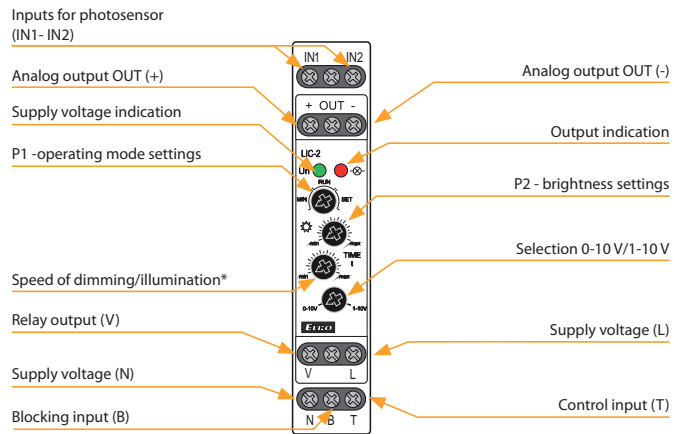 Inputs for photosensor
(IN1- IN2)
Analog output OUT (+)
Supply voltage indication
P1 -operating mode settings
Speed of dimming/illumination*
Relay output (V)
Supply voltage (N)
Blocking input (B)
IN1 IN2
+ OUT -
LIC-2
Un
RUN
MIN SET
min max
TIME
t
min max
0-10V 1-10V
ELKO
V L
N B T
Analog output OUT (-)
Output indication
P2 - brightness settings
Selection 0-10 V/1-10 V
Supply voltage (L)
Control input (T)